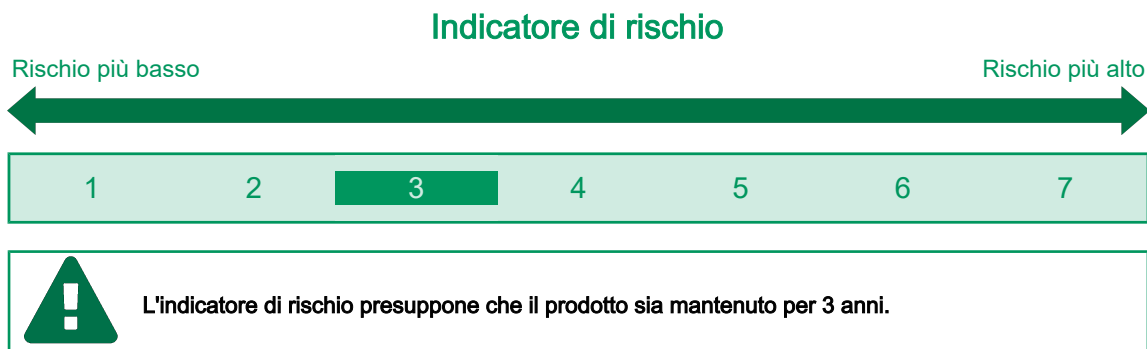 Indicatore di rischio
Rischio più basso Rischio più alto
1 2 3 4 5 6 7
L'indicatore di rischio presuppone che il prodotto sia mantenuto per 3 anni.